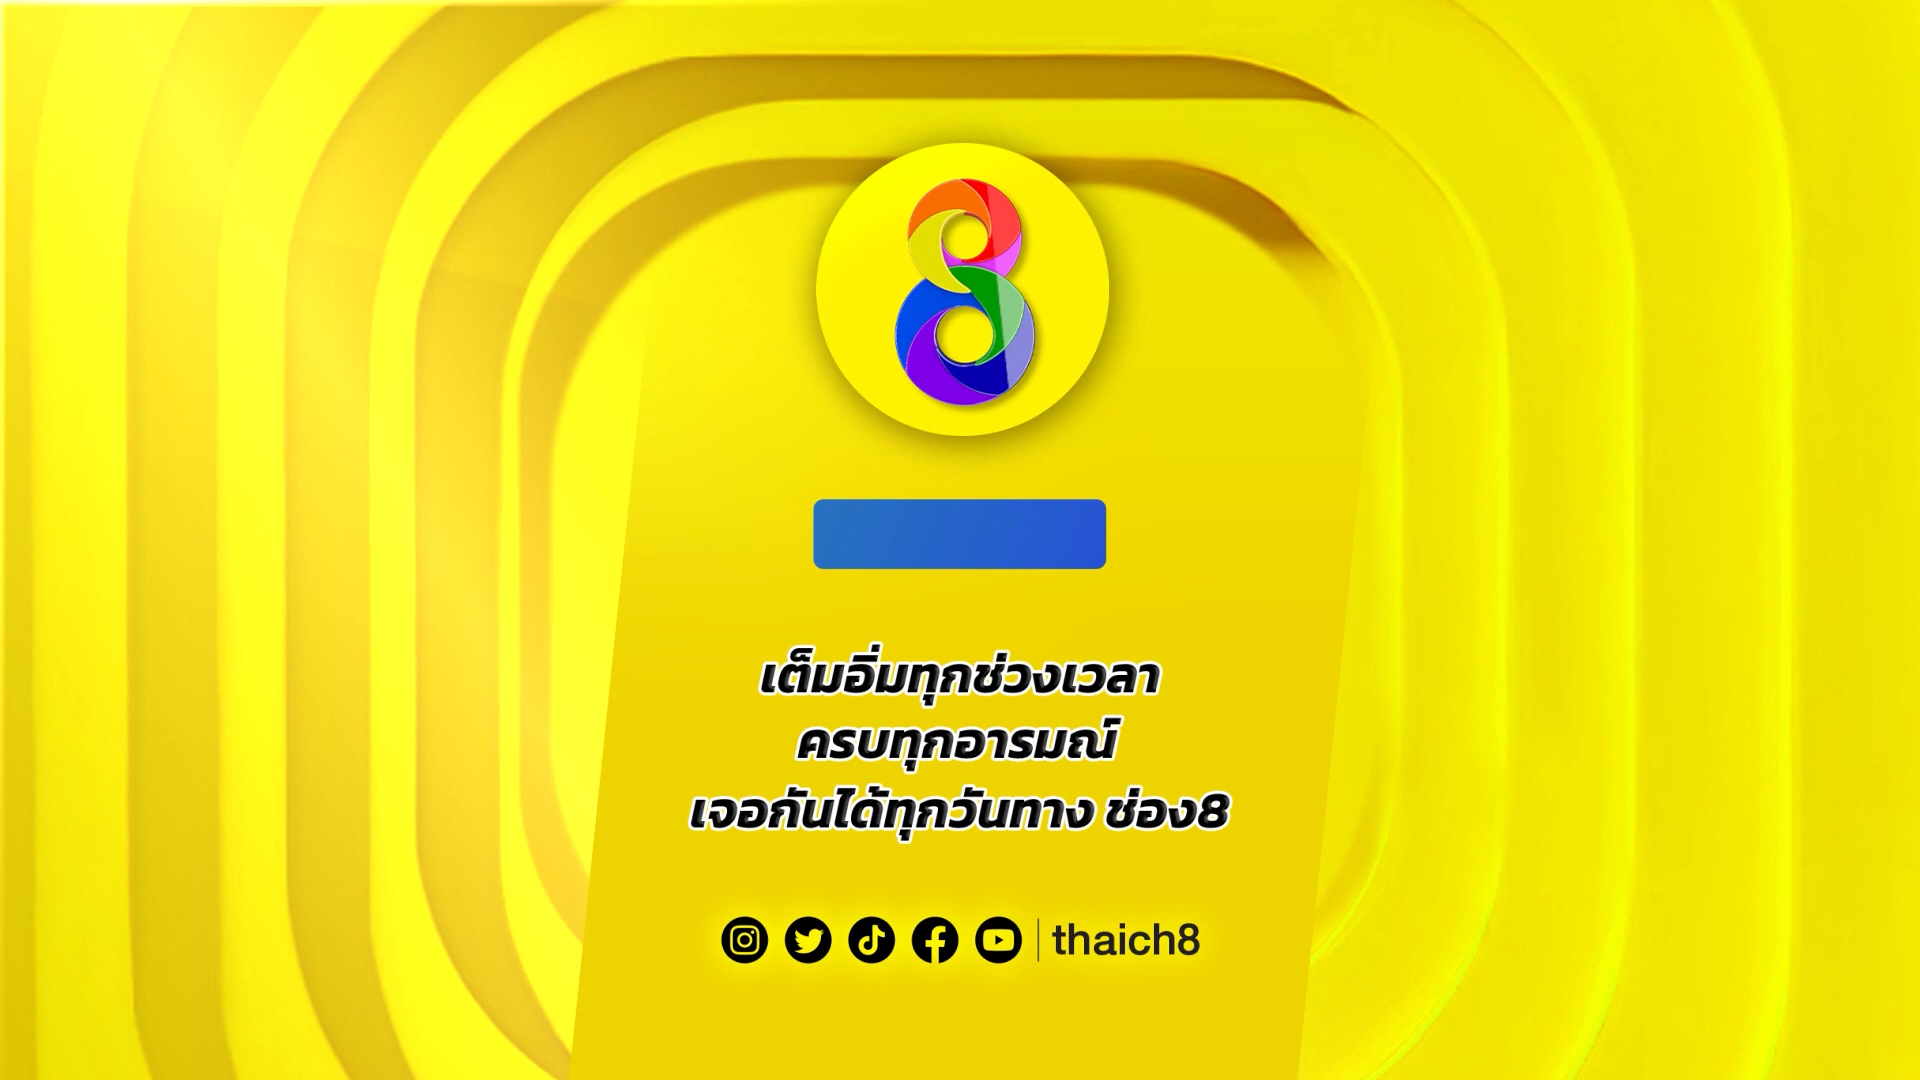 8
เต็มอิ่มทุกช่วงเวลา
ครบทุกอารมณ์
เจอกันได้ทุกวันทาง ช่อง8
thaich8